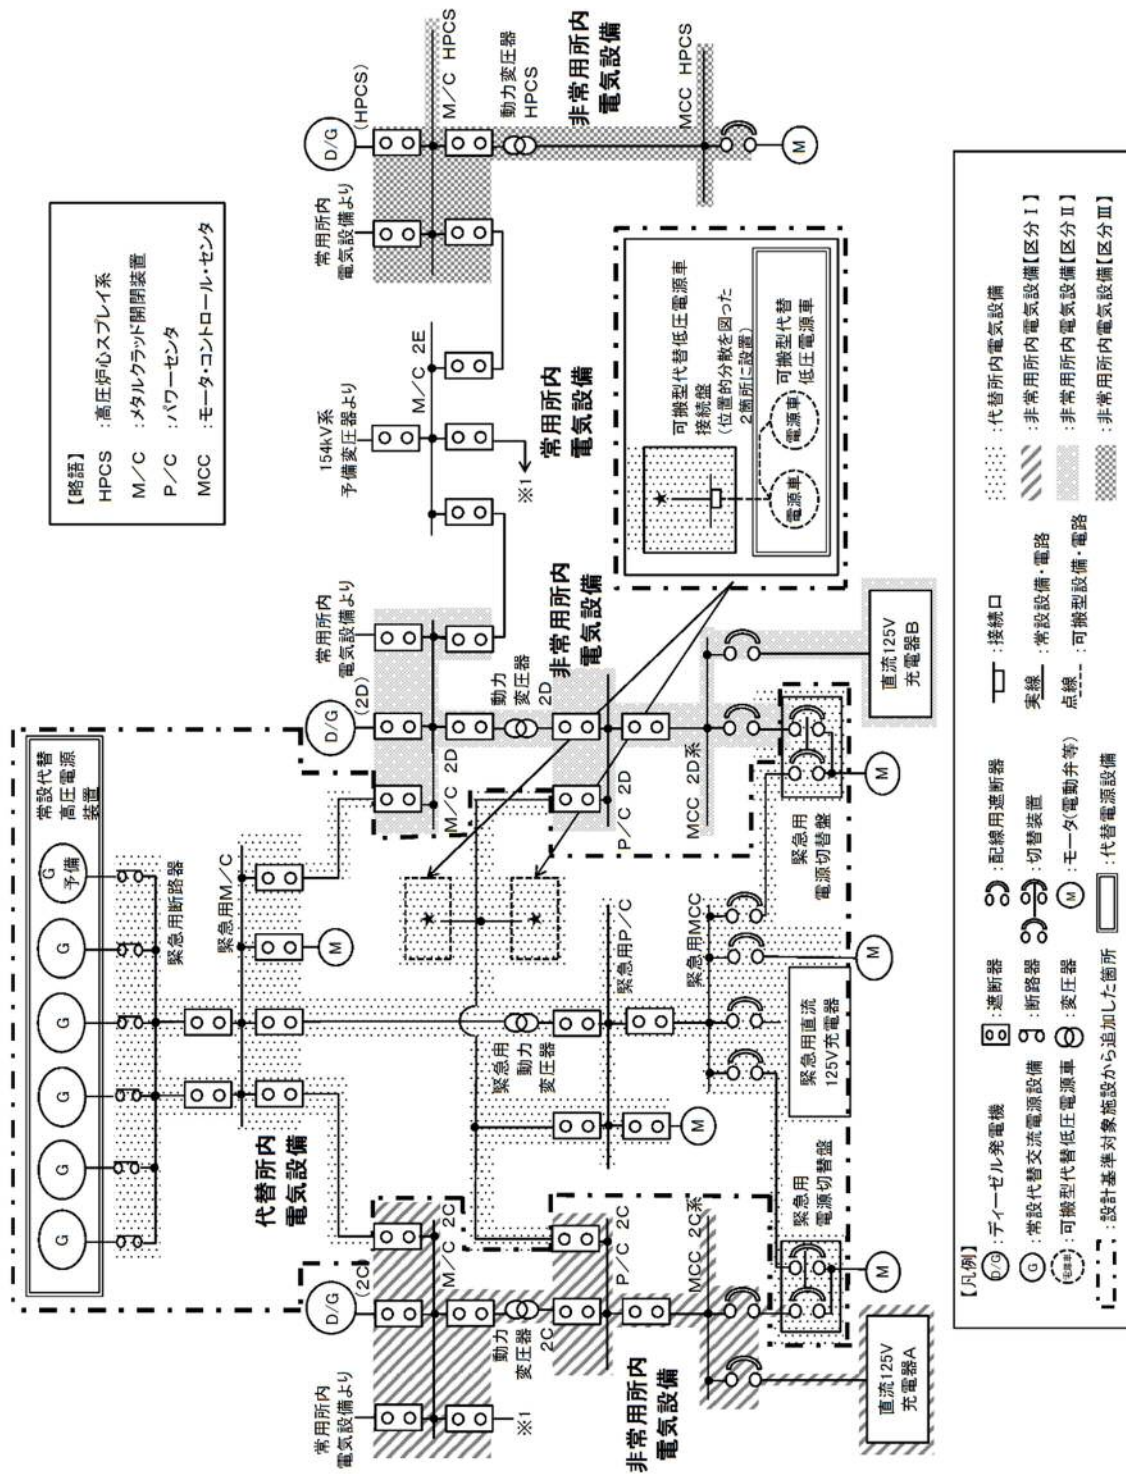 常設代替
高圧電源
装置
G
G
G
G
G
G
予備
緊急用断路器
緊急用M/C
M
代替所内
電気設備
【略語】
HPCS :高圧炉心スプレイ系
M/C :メタルクラッド開閉装置
P/C :パワーセンタ
MCC :モータ・コントロール・センタ
常用所内
電気設備より
D/G
(2C)
M/C 2C
※1
動力
変圧器
2C
P/C 2C
非常用所内
電気設備
MCC 2C系
直流125V
充電器A
緊急用
電源切替盤
M
緊急用
動力
変圧器
緊急用P/C
M
緊急用MCC
緊急用直流
125V充電器
M
★
★
D/G
(2D)
常用所内
電気設備より
M/C 2D
動力
変圧器
2D
非常用所内
電気設備
P/C 2D
MCC 2D系
緊急用
電源切替盤
M
直流125V
充電器B
154kV系
予備変圧器より
M/C 2E
※1
常用所内
電気設備
可搬型代替低圧電源車
接続盤
(位置的分散を図った
2箇所に設置)
★
電源車
電源車
可搬型代替
低圧電源車
常用所内
電気設備より
D/G
(HPCS)
M/C HPCS
動力変圧器
HPCS
非常用所内
電気設備
MCC HPCS
M
【凡例】
D/G :ディーゼル発電機
G :常設代替交流電源設備
電源車 :可搬型代替低圧電源車
:設計基準対象施設から追加した箇所
:遮断器
:断路器
:変圧器
:代替電源設備
:配線用遮断器
:切替装置
M :モータ(電動弁等)
:接続口
実線 :常設設備・電路
点線 :可搬型設備・電路
:代替所内電気設備
:非常用所内電気設備【区分Ⅰ】
:非常用所内電気設備【区分Ⅱ】
:非常用所内電気設備【区分Ⅲ】